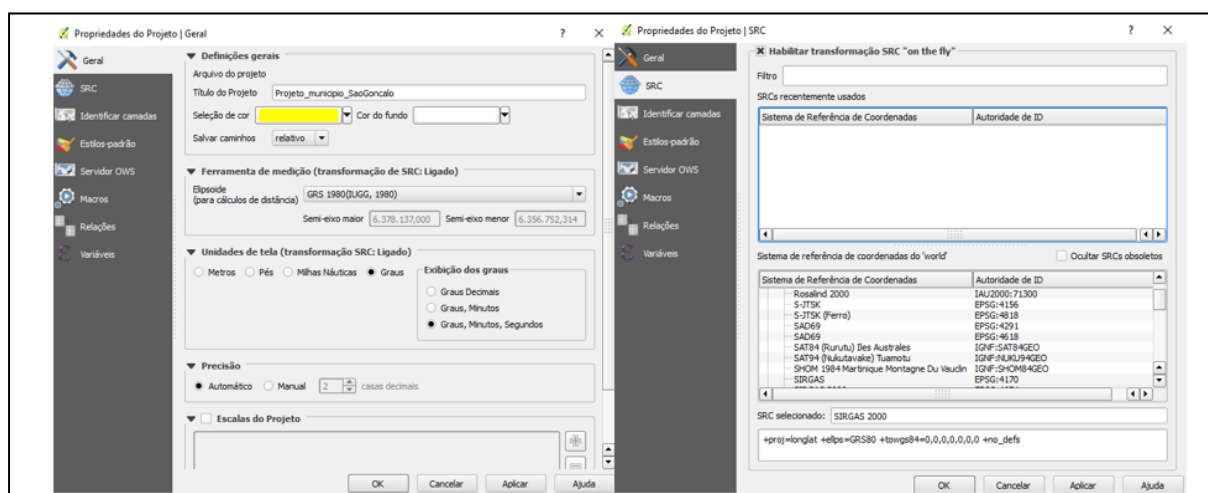 Propriedades do Projeto | Geral
? X
Geral
SRC
Identificar camadas
Estilos-padrão
Servidor OWS
Macros
Relações
Variáveis
Definições gerais
Arquivo do projeto
Título do Projeto Projeto_municipio_SaoGoncalo
Seleção de cor Cor do fundo
Salvar caminhos relativo
Ferramenta de medição (transformação de SRC: Ligado)
Elipsoide
(para cálculos de distância) GRS 1980(IUGG, 1980)
Semi-eixo maior 6.378.137,000 Semi-eixo menor 6.356.752,314
Unidades de tela (transformação SRC: Ligado)
Metros Pés Milhas Náuticas Graus
Exibição dos graus
Graus Decimais
Graus, Minutos
Graus, Minutos, Segundos
Precisão
Automático Manual 2 casas decimais
Escalas do Projeto
OK Cancelar Aplicar Ajuda
Propriedades do Projeto | SRC
? X
Geral
SRC
Identificar camadas
Estilos-padrão
Servidor OWS
Macros
Relações
Variáveis
Habilitar transformação SRC "on the fly"
Filtro
SRCs recentemente usados
Sistema de Referência de Coordenadas Autoridade de ID
Sistema de referência de coordenadas do 'world' Ocultar SRCs obsoletos
Sistema de Referência de Coordenadas Autoridade de ID
Rosalind 2000 IAU2000:71300
S-JTSK EPSG:4156
S-JTSK (Ferro) EPSG:4818
SAD69 EPSG:4291
SAD69 EPSG:4618
SAT84 (Rurutu) Iles Australes IGNF:SAT84GEO
SAT94 (Nukutavake) Tuamotu IGNF:NUKU94GEO
SHOM 1984 Martinique Montagne Du Vauclin IGNF:SHOM84GEO
SIRGAS EPSG:4170
SRC selecionado: SIRGAS 2000
+proj=longlat +ellps=GRS80 +towgs84=0,0,0,0,0,0,0 +no_defs
OK Cancelar Aplicar Ajuda